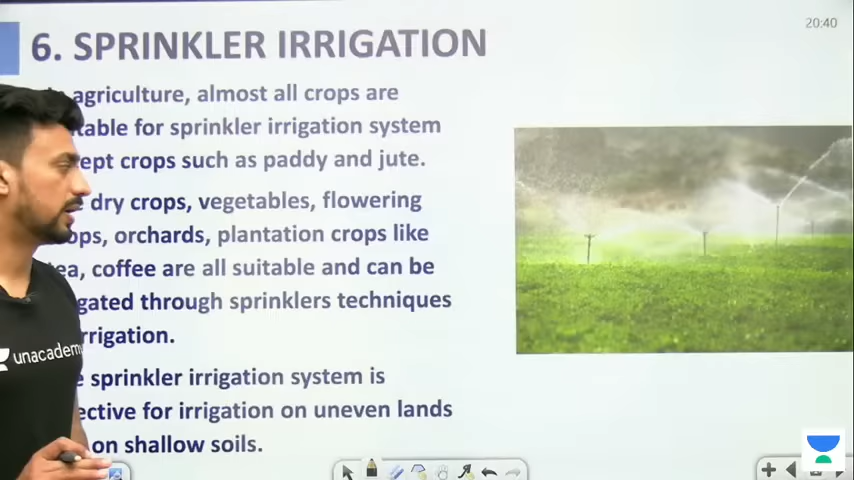 20:40
6. SPRINKLER IRRIGATION
agriculture, almost all crops are
table for sprinkler irrigation system
ept crops such as paddy and jute.
dry crops, vegetables, flowering
ops, orchards, plantation crops like
ea, coffee are all suitable and can be
gated through sprinklers techniques
rrigation.
e sprinkler irrigation system is
ective for irrigation on uneven lands
on shallow soils.
unacademy